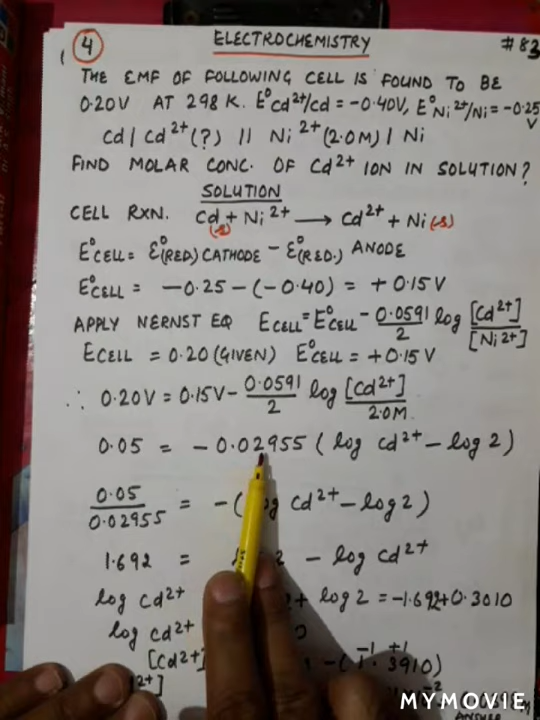 4 ELECTROCHEMISTRY #83
THE EMF OF FOLLOWING CELL IS FOUND TO BE
0.20V AT 298 K. E°Cd²⁺/Cd = -0.40V, E°Ni²⁺/Ni = -0.25 V
Cd | Cd²⁺(?) || Ni²⁺(2.0M) | Ni
FIND MOLAR CONC. OF Cd²⁺ ION IN SOLUTION?
SOLUTION
CELL RXN. Cd(s) + Ni²⁺ → Cd²⁺ + Ni(s)
E°CELL = E°(RED.) CATHODE - E°(RED.) ANODE
E°CELL = -0.25 - (-0.40) = +0.15V
APPLY NERNST EQ ECELL = E°CELL - 0.0591/2 log [Cd²⁺]/[Ni²⁺]
ECELL = 0.20 (GIVEN) E°CELL = +0.15V
∴ 0.20V = 0.15V - 0.0591/2 log [Cd²⁺]/2.0M
0.05 = -0.02955 (log Cd²⁺ - log 2)
0.05/0.02955 = -( Cd²⁺ - log2)
1.692 = 2 - log Cd²⁺
log Cd²⁺ + log 2 = -1.692 + 0.3010
log Cd²⁺
[Cd²⁺]
MYMOVIE